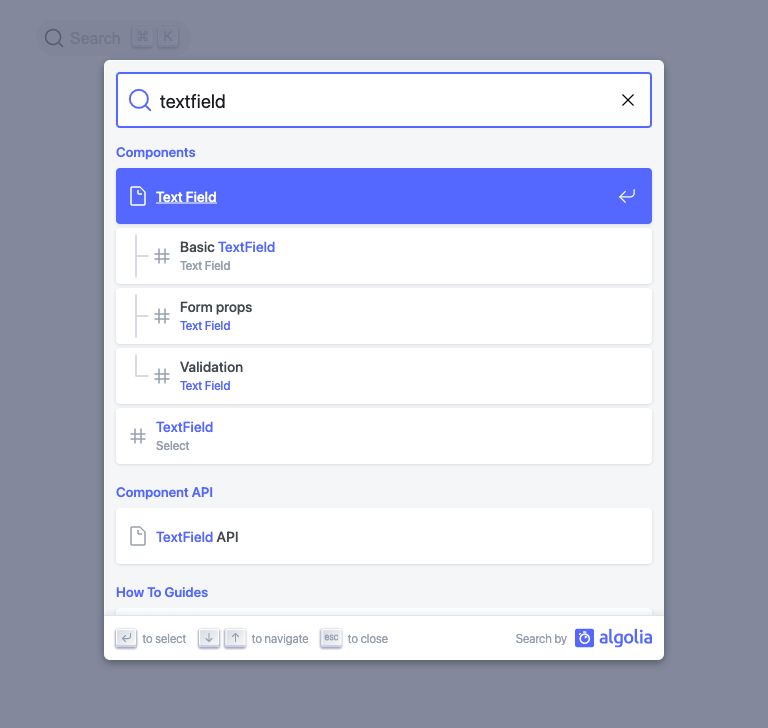 Search ⌘ K
textfield
Components
Text Field
Basic TextField
Text Field
Form props
Text Field
Validation
Text Field
TextField
Select
Component API
TextField API
How To Guides
to select to navigate esc to close Search by algolia